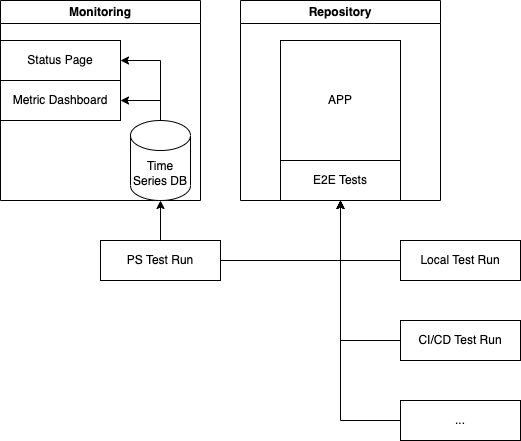 Monitoring
Repository
Status Page
Metric Dashboard
APP
Time
Series DB
E2E Tests
PS Test Run
Local Test Run
CI/CD Test Run
...